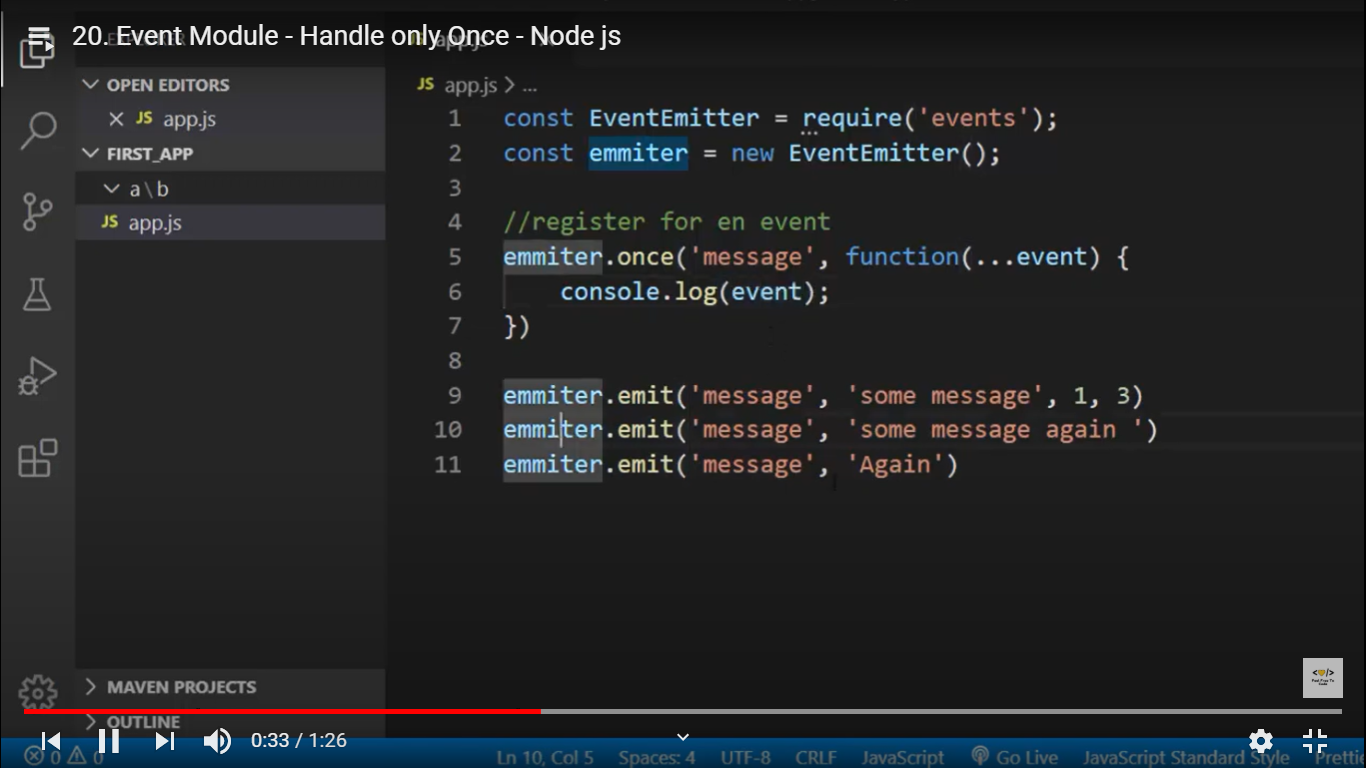 20. Event Module - Handle only Once - Node js
OPEN EDITORS
JS app.js
FIRST_APP
a\b
JS app.js
MAVEN PROJECTS
OUTLINE
JS app.js > ...
1 const EventEmitter = require('events');
2 const emmiter = new EventEmitter();
3
4 //register for en event
5 emmiter.once('message', function(...event) {
6 console.log(event);
7 })
8
9 emmiter.emit('message', 'some message', 1, 3)
10 emmiter.emit('message', 'some message again ')
11 emmiter.emit('message', 'Again')
0:33 / 1:26
0 0 Ln 10, Col 5 Spaces: 4 UTF-8 CRLF JavaScript Go Live JavaScript Standard Style Prettie